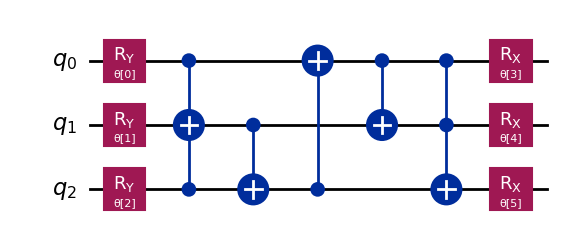 q0 RY θ[0] RX θ[3]
q1 RY θ[1] RX θ[4]
q2 RY θ[2] RX θ[5]